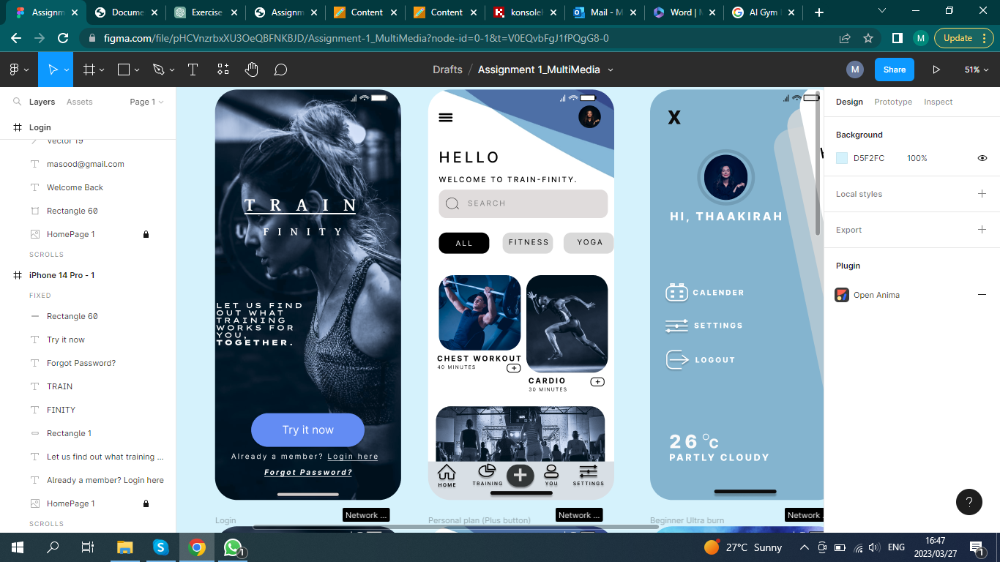 Assignm
Docume
Exercise
Assignm
Content
Content
konsolel
Mail - M
Word | M
AI Gym
figma.com/file/pHCVnzrbxXU3OeQBFNKBJD/Assignment-1_MultiMedia?node-id=0-1&t=V0EQvbFgJ1fPQgG8-0
M
Update
Drafts / Assignment 1_MultiMedia
M
Share
51%
Layers
Assets
Page 1
Login
Vector 19
masood@gmail.com
Welcome Back
Rectangle 60
HomePage 1
SCROLLS
iPhone 14 Pro - 1
FIXED
Rectangle 60
Try it now
Forgot Password?
TRAIN
FINITY
Rectangle 1
Let us find out what training ...
Already a member? Login here
HomePage 1
SCROLLS
TRAIN
FINITY
LET US FIND
OUT WHAT
TRAINING
WORKS FOR
YOU,
TOGETHER.
Try it now
Already a member? Login here
Forgot Password?
Login
Network ...
HELLO
WELCOME TO TRAIN-FINITY.
SEARCH
ALL
FITNESS
YOGA
CHEST WORKOUT
40 MINUTES
CARDIO
30 MINUTES
HOME
TRAINING
YOU
SETTINGS
Personal plan (Plus button)
Network ...
X
HI, THAAKIRAH
CALENDER
SETTINGS
LOGOUT
26°C
PARTLY CLOUDY
Beginner Ultra burn
Network
Design
Prototype
Inspect
Background
D5F2FC
100%
Local styles
Export
Plugin
Open Anima
?
1
27°C Sunny
ENG
16:47
2023/03/27
1